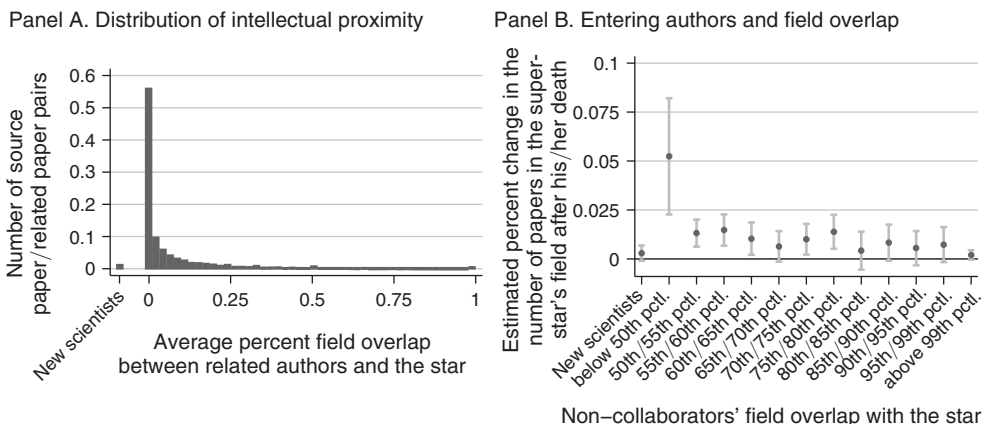 Panel A. Distribution of intellectual proximity
Number of source
paper/related paper pairs
0.6
0.5
0.4
0.3
0.2
0.1
0
New scientists
0
0.25
0.5
0.75
1
Average percent field overlap
between related authors and the star
Panel B. Entering authors and field overlap
Estimated percent change in the
number of papers in the super-
star's field after his/her death
0.1
0.075
0.05
0.025
0
New scientists
below 50th pctl.
50th/55th pctl.
55th/60th pctl.
60th/65th pctl.
65th/70th pctl.
70th/75th pctl.
75th/80th pctl.
80th/85th pctl.
85th/90th pctl.
90th/95th pctl.
95th/99th pctl.
above 99th pctl.
Non–collaborators' field overlap with the star